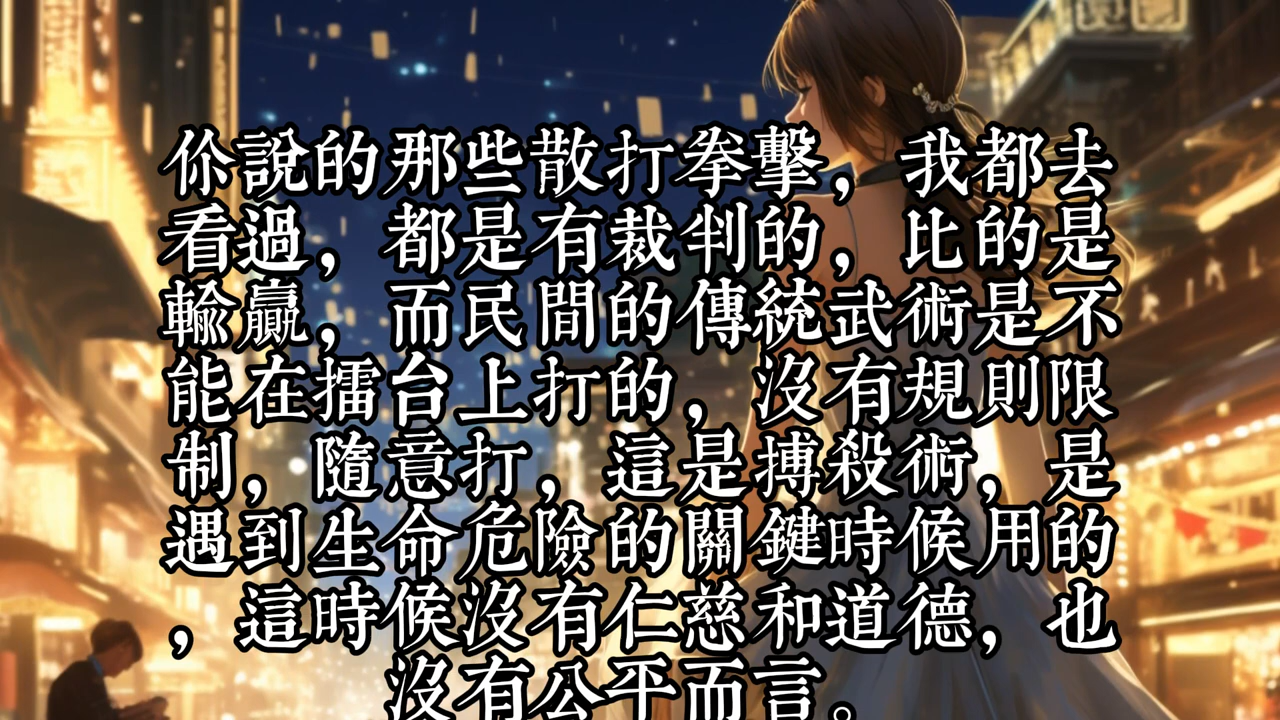 你說的那些散打拳擊，我都去
看過，都是有裁判的，比的是
輸贏，而民間的傳統武術是不
能在擂台上打的，沒有規則限
制，隨意打，這是搏殺術，是
遇到生命危險的關鍵時候用的
，這時候沒有仁慈和道德，也
沒有公平而言。